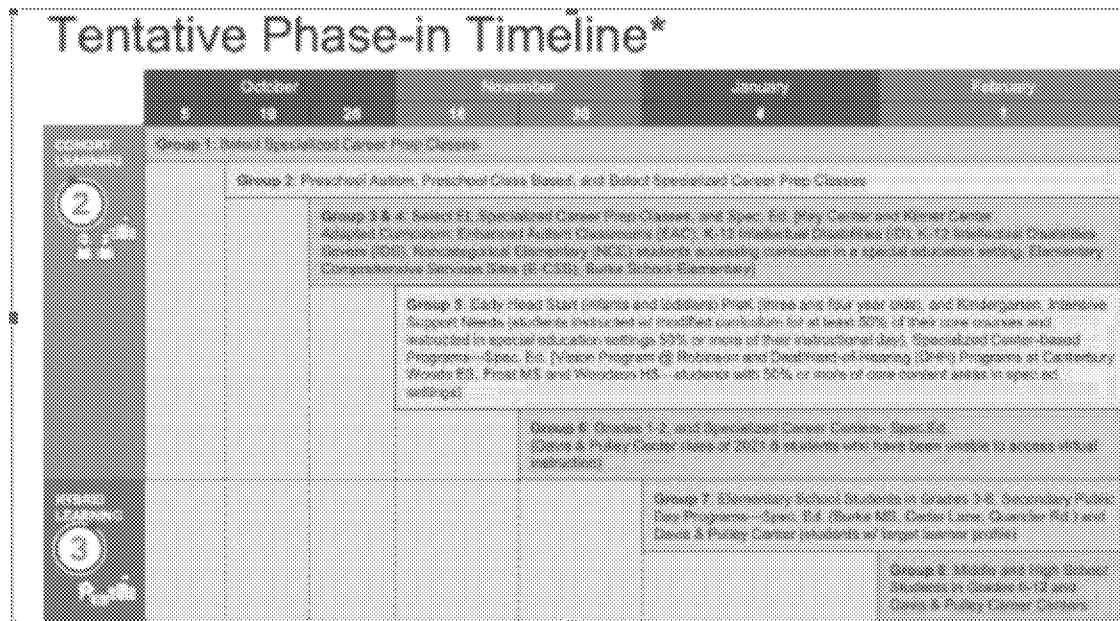 Tentative Phase-in Timeline*
October November January February
5 19 26 16 30 4 1
COHORT
LEARNING
2
Group 1: Select Specialized Career Prep Classes
Group 2: Preschool Autism, Preschool Class Based, and Select Specialized Career Prep Classes
Group 3 & 4: Select EL, Specialized Career Prep Classes, and Spec. Ed. (Key Center and Kilmer Center
Adapted Curriculum: Enhanced Autism Classrooms (EAC), K-12 Intellectual Disabilities (ID), K-12 Intellectual Disabilities
Severe (IDS), Noncategorical Elementary (NCE) students accessing curriculum in a special education setting, Elementary
Comprehensive Services Sites (E-CSS), Burke School-Elementary)
Group 5: Early Head Start (infants and toddlers) PreK (three and four year olds), and Kindergarten, Intensive
Support Needs (students instructed w/ modified curriculum for at least 50% of their core courses and
instructed in special education settings 50% or more of their instructional day), Specialized Center-based
Programs—Spec. Ed. [Vision Program @ Robinson and Deaf/Hard-of-Hearing (DHH) Programs at Canterbury
Woods ES, Frost MS and Woodson HS – students with 50% or more of core content areas in spec ed
settings]
Group 6: Grades 1-2, and Specialized Career Centers- Spec.Ed.
(Davis & Pulley Center class of 2021 & students who have been unable to access virtual
instruction)
HYBRID
LEARNING
3
Group 7: Elementary School Students in Grades 3-6, Secondary Public
Day Programs—Spec. Ed. (Burke MS, Cedar Lane, Quander Rd.) and
Davis & Pulley Center (students w/ target learner profile)
Group 8: Middle and High School
Students in Grades 6-12 and
Davis & Pulley Career Centers